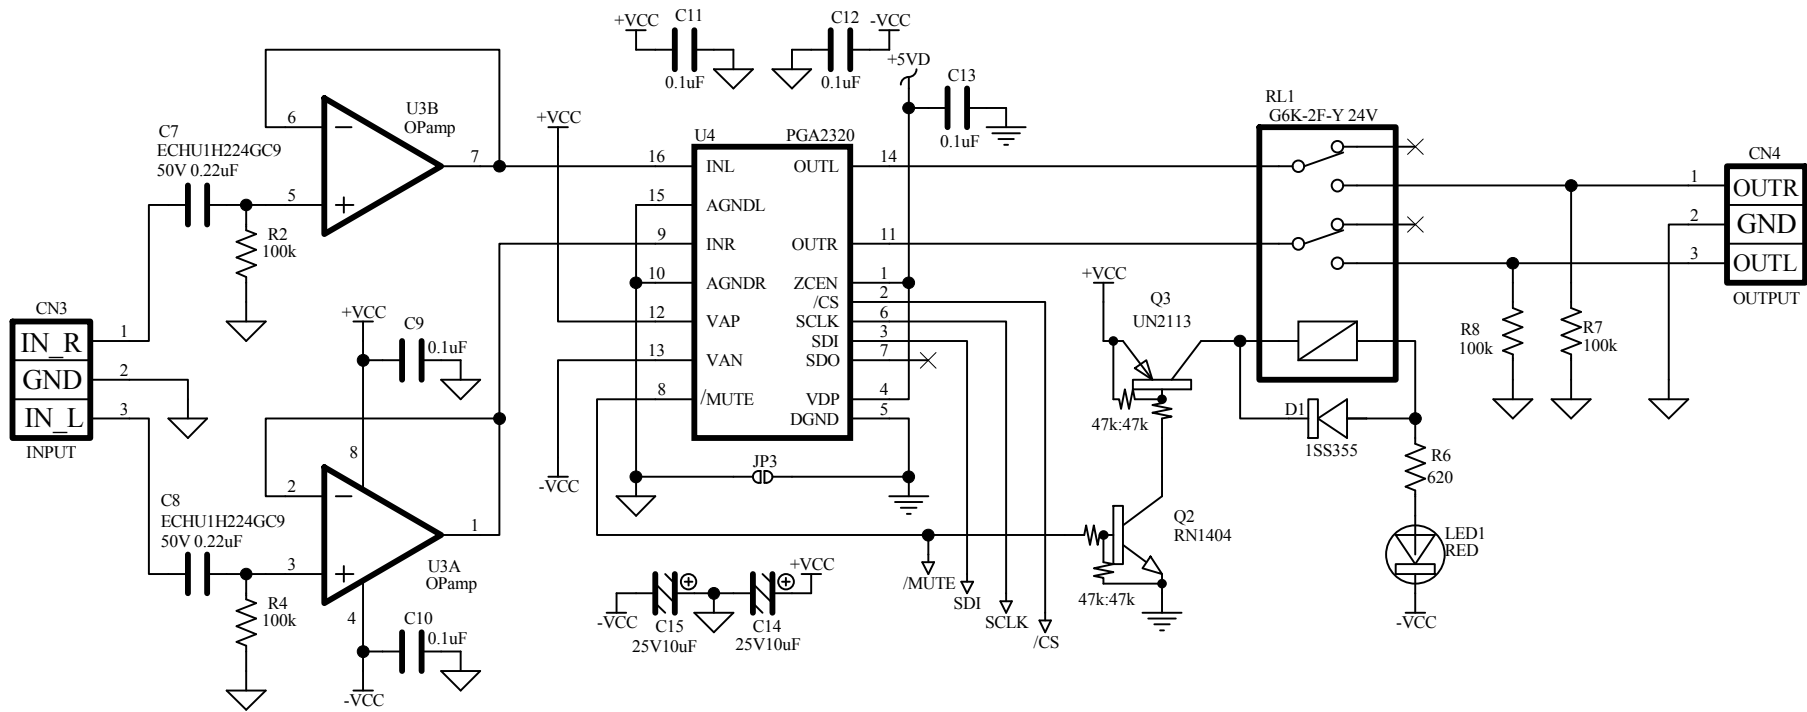 +VCC
C11
0.1uF
C12
-VCC
0.1uF
+5VD
C13
0.1uF
U3B
OPamp
6
7
5
C7
ECHU1H224GC9
50V 0.22uF
R2
100k
+VCC
U4
PGA2320
16
INL
OUTL
14
15
AGNDL
9
INR
OUTR
11
10
AGNDR
ZCEN
1
/CS
2
12
VAP
SCLK
6
SDI
3
13
VAN
SDO
7
8
/MUTE
VDP
4
DGND
5
-VCC
JP3
RL1
G6K-2F-Y 24V
CN4
1
OUTR
2
GND
3
OUTL
OUTPUT
R8
100k
R7
100k
+VCC
Q3
UN2113
47k:47k
D1
1SS355
R6
620
LED1
RED
-VCC
Q2
RN1404
47k:47k
/MUTE
SDI
SCLK
/CS
CN3
IN_R
1
GND
2
IN_L
3
INPUT
+VCC
C9
0.1uF
8
2
1
3
U3A
OPamp
4
C8
ECHU1H224GC9
50V 0.22uF
R4
100k
C10
0.1uF
-VCC
-VCC
C15
25V10uF
+VCC
C14
25V10uF